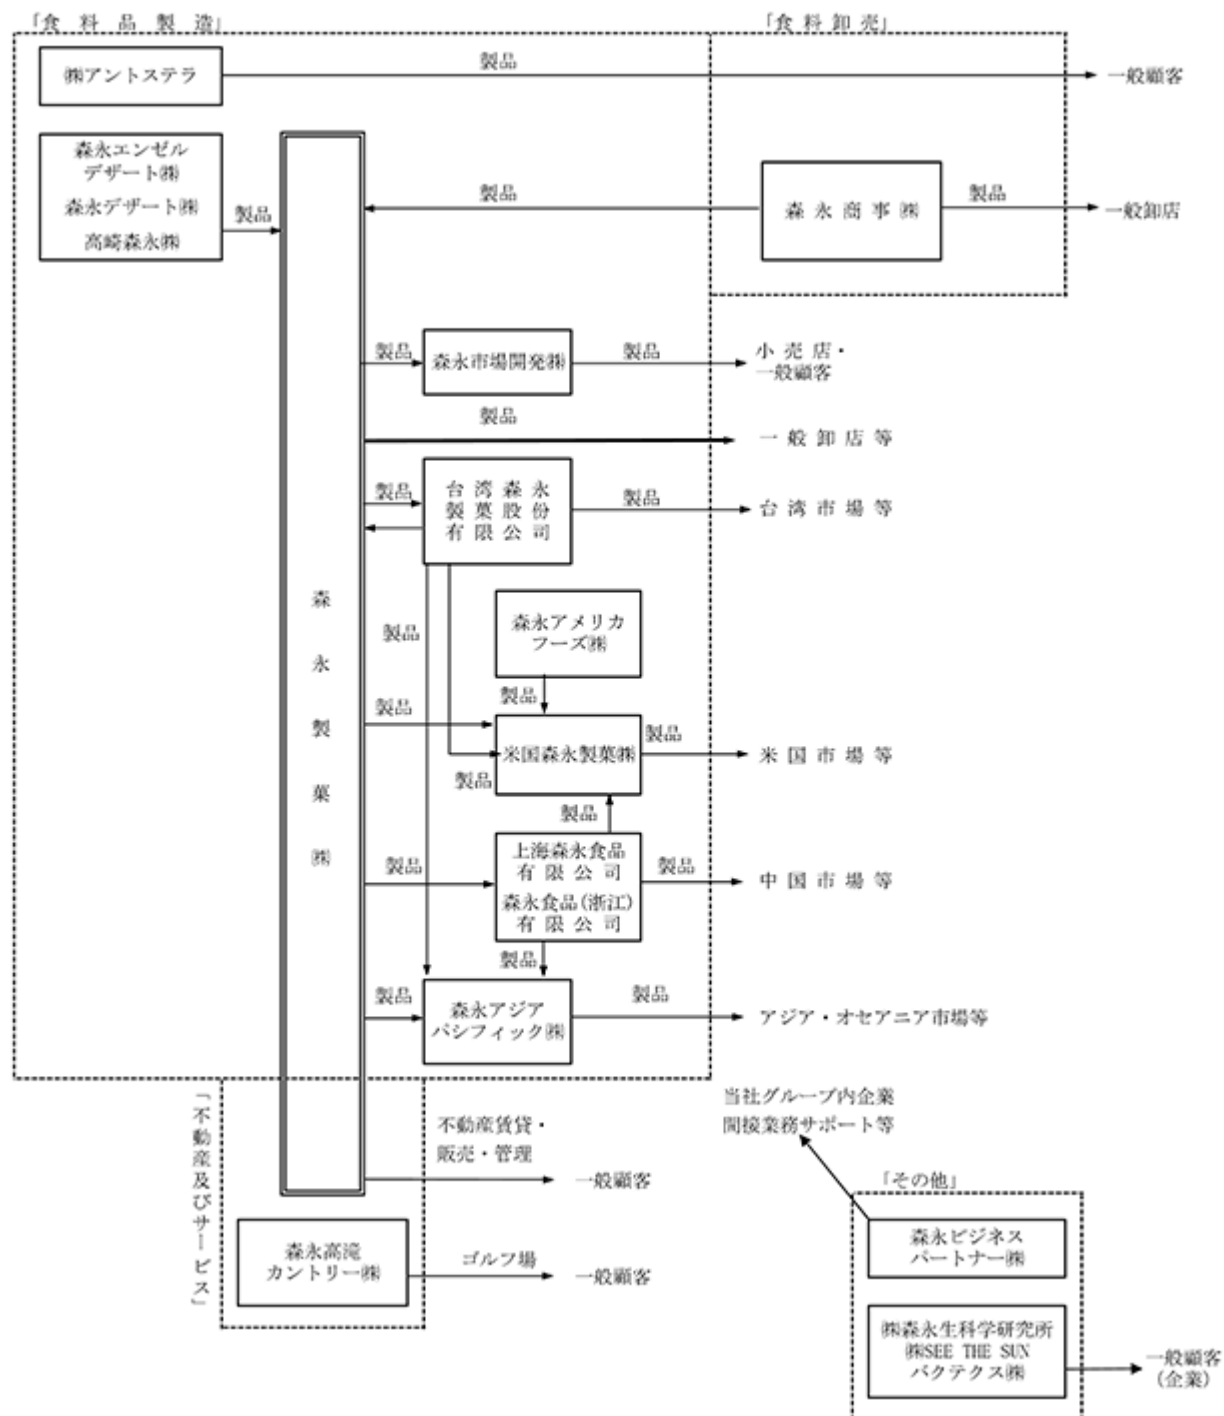 「食料品製造」
「食料卸売」
㈱アントステラ
製品
一般顧客
森永エンゼル
デザート㈱
森永デザート㈱
高崎森永㈱
製品
製品
森永商事㈱
製品
一般卸店
製品
森永市場開発㈱
製品
小売店・
一般顧客
製品
一般卸店等
製品
台湾森永
製菓股份
有限公司
製品
台湾市場等
森永製菓㈱
製品
森永アメリカ
フーズ㈱
製品
製品
米国森永製菓㈱
製品
米国市場等
製品
製品
上海森永食品
有限公司
森永食品(浙江)
有限公司
製品
製品
中国市場等
製品
製品
森永アジア
パシフィック㈱
製品
アジア・オセアニア市場等
「不動産及びサービス」
不動産賃貸・
販売・管理
一般顧客
森永高滝
カントリー㈱
ゴルフ場
一般顧客
当社グループ内企業
間接業務サポート等
「その他」
森永ビジネス
パートナー㈱
㈱森永生科学研究所
㈱SEE THE SUN
パクテクス㈱
一般顧客
(企業)